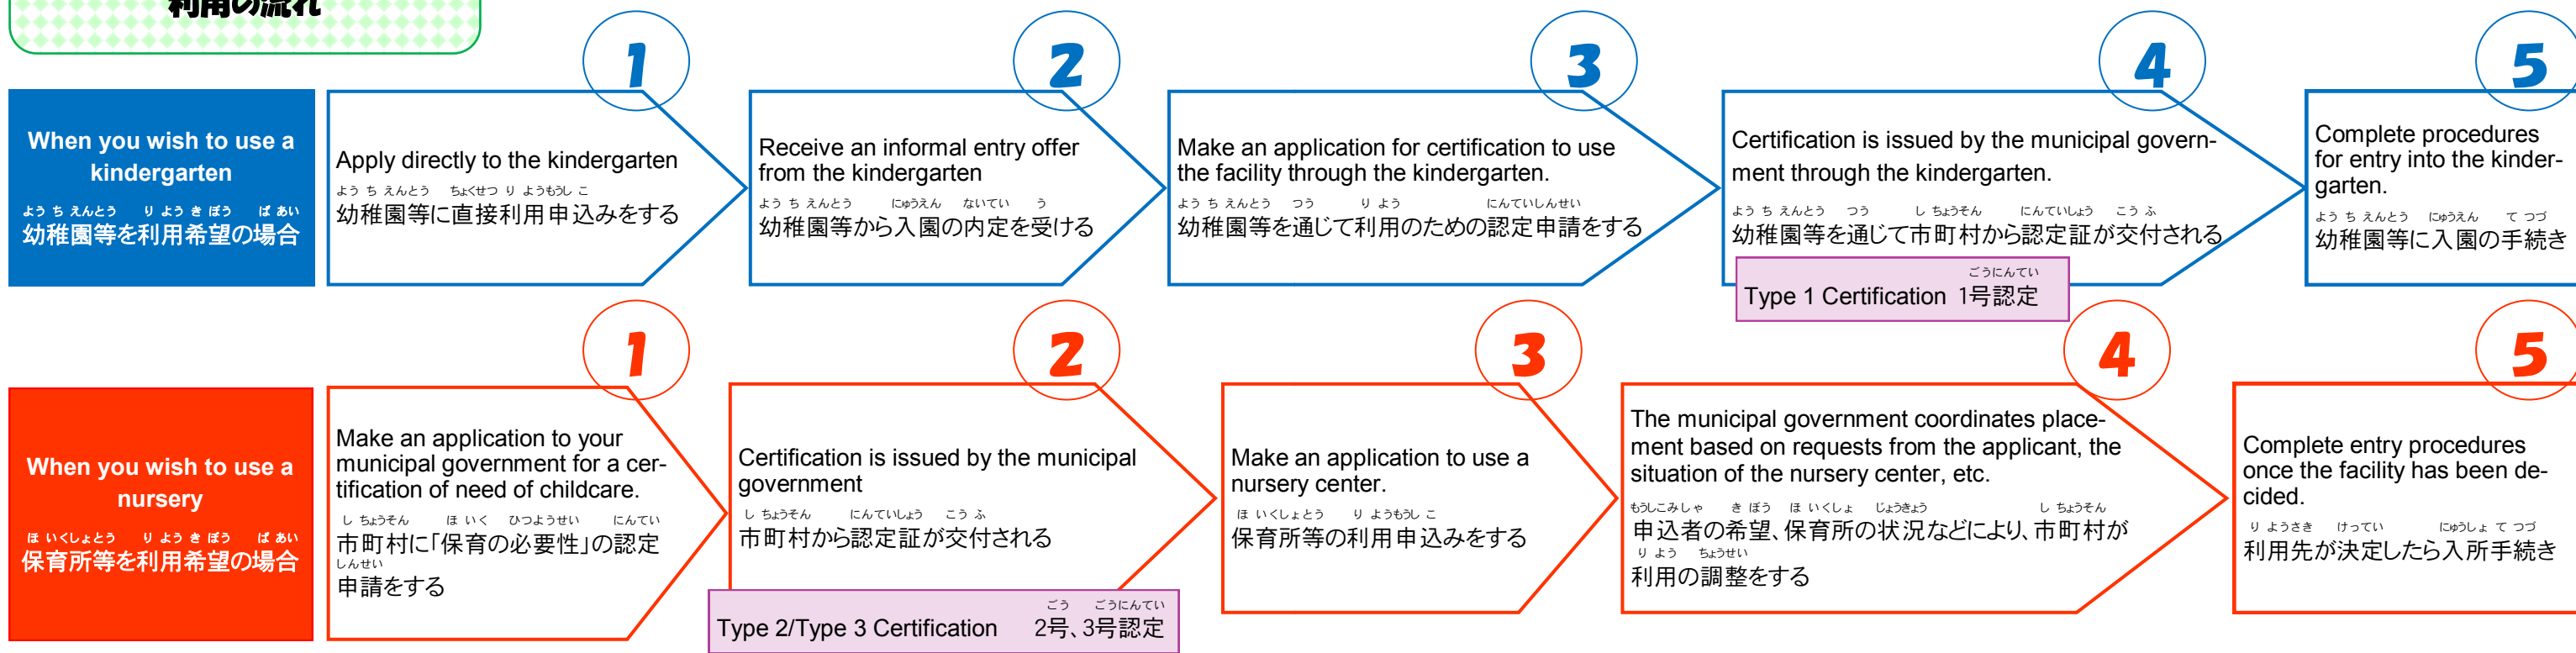 利用の流れ
When you wish to use a
kindergarten
よう ち えんとう り よう き ぼう ば あい
幼稚園等を利用希望の場合
1
Apply directly to the kindergarten
よう ち えんとう ちょくせつ り ようもうし こ
幼稚園等に直接利用申込みをする
2
Receive an informal entry offer
from the kindergarten
よう ち えんとう にゅうえん ないてい う
幼稚園等から入園の内定を受ける
3
Make an application for certification to use
the facility through the kindergarten.
よう ち えんとう つう り よう にんていしんせい
幼稚園等を通じて利用のための認定申請をする
4
Certification is issued by the municipal govern-
ment through the kindergarten.
よう ち えんとう つう し ちょうそん にんていしょう こう ふ
幼稚園等を通じて市町村から認定証が交付される
ごうにんてい
Type 1 Certification 1号認定
5
Complete procedures
for entry into the kinder-
garten.
よう ち えんとう にゅうえん て つづ
幼稚園等に入園の手続き
When you wish to use a
nursery
ほ いくしょとう り よう き ぼう ば あい
保育所等を利用希望の場合
1
Make an application to your
municipal government for a cer-
tification of need of childcare.
し ちょうそん ほ いく ひつようせい にんてい
市町村に「保育の必要性」の認定
しんせい
申請をする
2
Certification is issued by the municipal
government
し ちょうそん にんていしょう こう ふ
市町村から認定証が交付される
ごう ごうにんてい
Type 2/Type 3 Certification 2号、3号認定
3
Make an application to use a
nursery center.
ほ いくしょとう り ようもうし こ
保育所等の利用申込みをする
4
The municipal government coordinates place-
ment based on requests from the applicant, the
situation of the nursery center, etc.
もうしこみしゃ き ぼう ほ いくしょ じょうきょう し ちょうそん
申込者の希望、保育所の状況などにより、市町村が
り よう ちょうせい
利用の調整をする
5
Complete entry procedures
once the facility has been de-
cided.
り ようさき けってい にゅうしょ て つづ
利用先が決定したら入所手続き